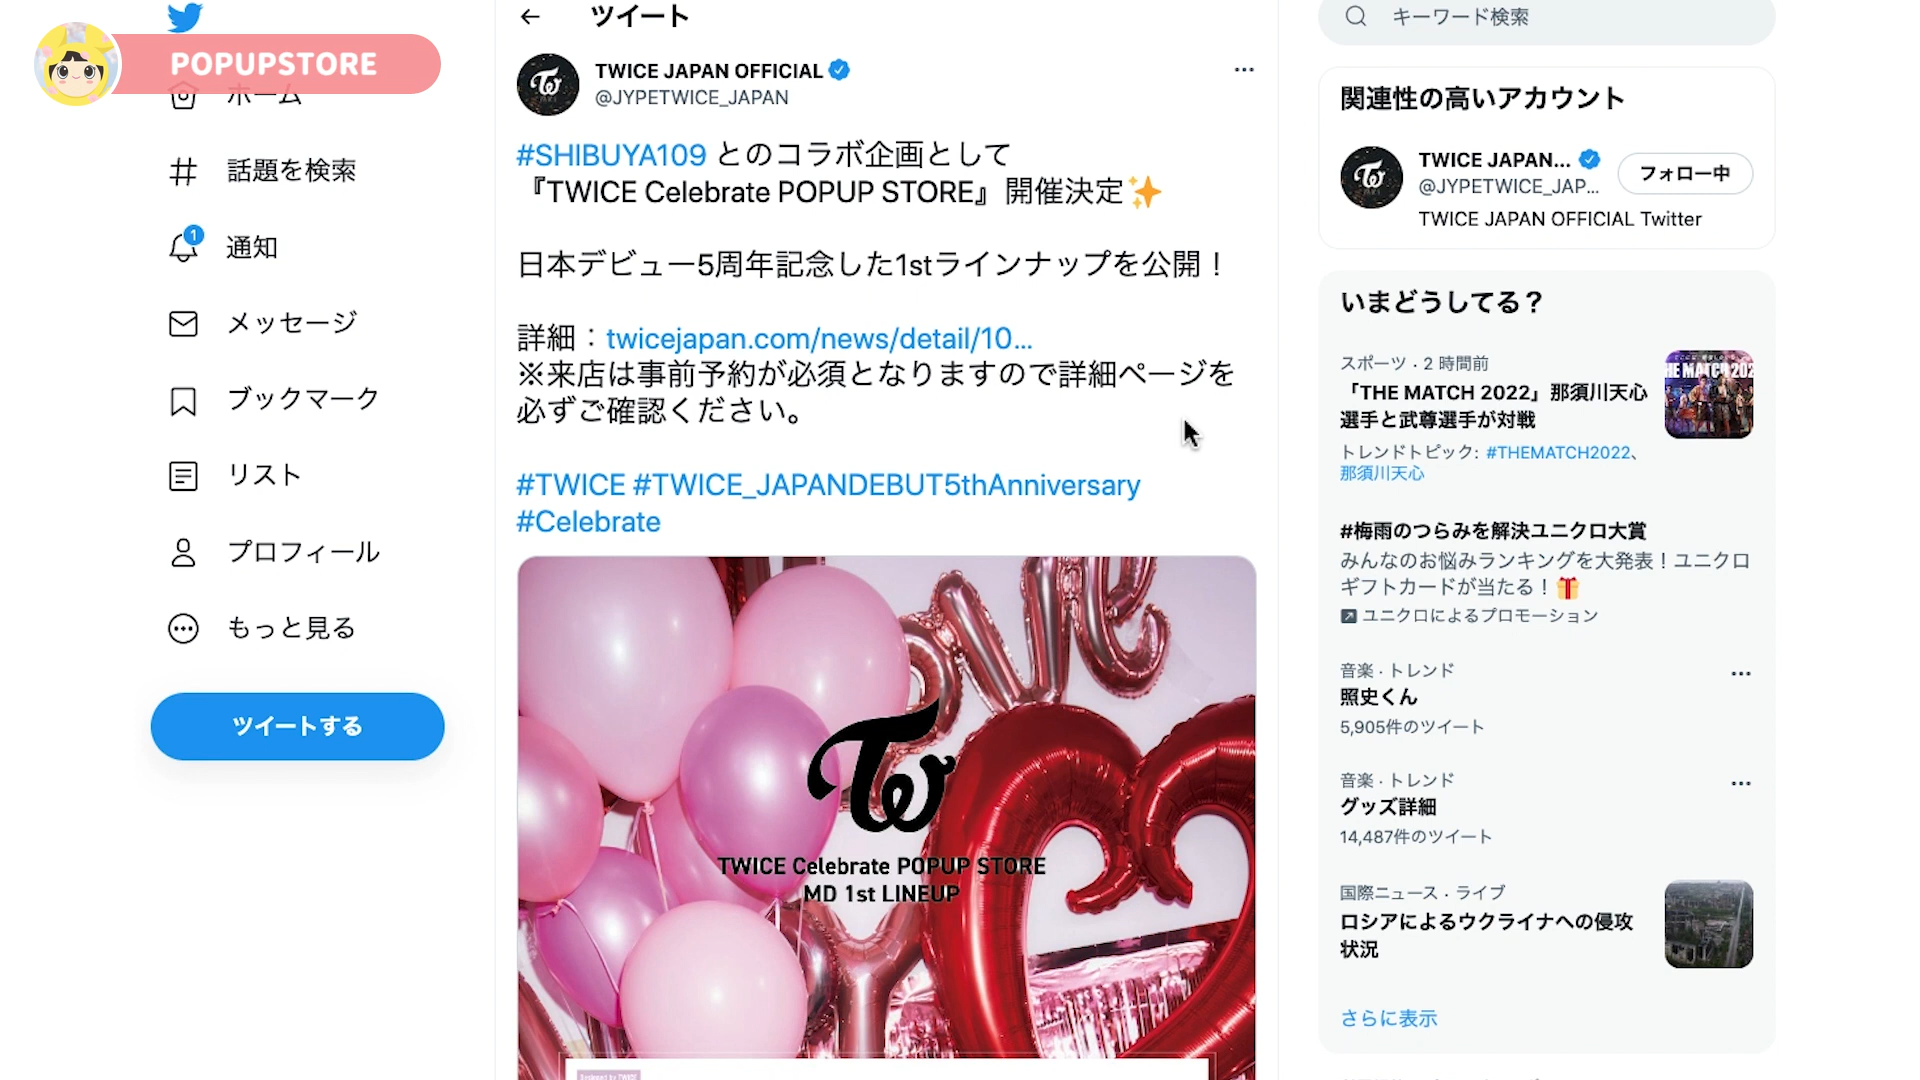 POPUPSTORE
ホーム
話題を検索
1
通知
メッセージ
ブックマーク
リスト
プロフィール
もっと見る
ツイートする
ツイート
TWICE JAPAN OFFICIAL
@JYPETWICE_JAPAN
#SHIBUYA109 とのコラボ企画として
『TWICE Celebrate POPUP STORE』開催決定✨
日本デビュー5周年記念した1stラインナップを公開！
詳細：twicejapan.com/news/detail/10…
※来店は事前予約が必須となりますので詳細ページを
必ずご確認ください。
#TWICE #TWICE_JAPANDEBUT5thAnniversary
#Celebrate
TWICE Celebrate POPUP STORE
MD 1st LINEUP
キーワード検索
関連性の高いアカウント
TWICE JAPAN...
@JYPETWICE_JAP...
フォロー中
TWICE JAPAN OFFICIAL Twitter
いまどうしてる？
スポーツ · 2 時間前
「THE MATCH 2022」那須川天心
選手と武尊選手が対戦
トレンドトピック: #THEMATCH2022、
那須川天心
#梅雨のつらみを解決ユニクロ大賞
みんなのお悩みランキングを大発表！ユニクロ
ギフトカードが当たる！🎁
ユニクロによるプロモーション
音楽 · トレンド
照史くん
5,905件のツイート
音楽 · トレンド
グッズ詳細
14,487件のツイート
国際ニュース · ライブ
ロシアによるウクライナへの侵攻
状況
さらに表示